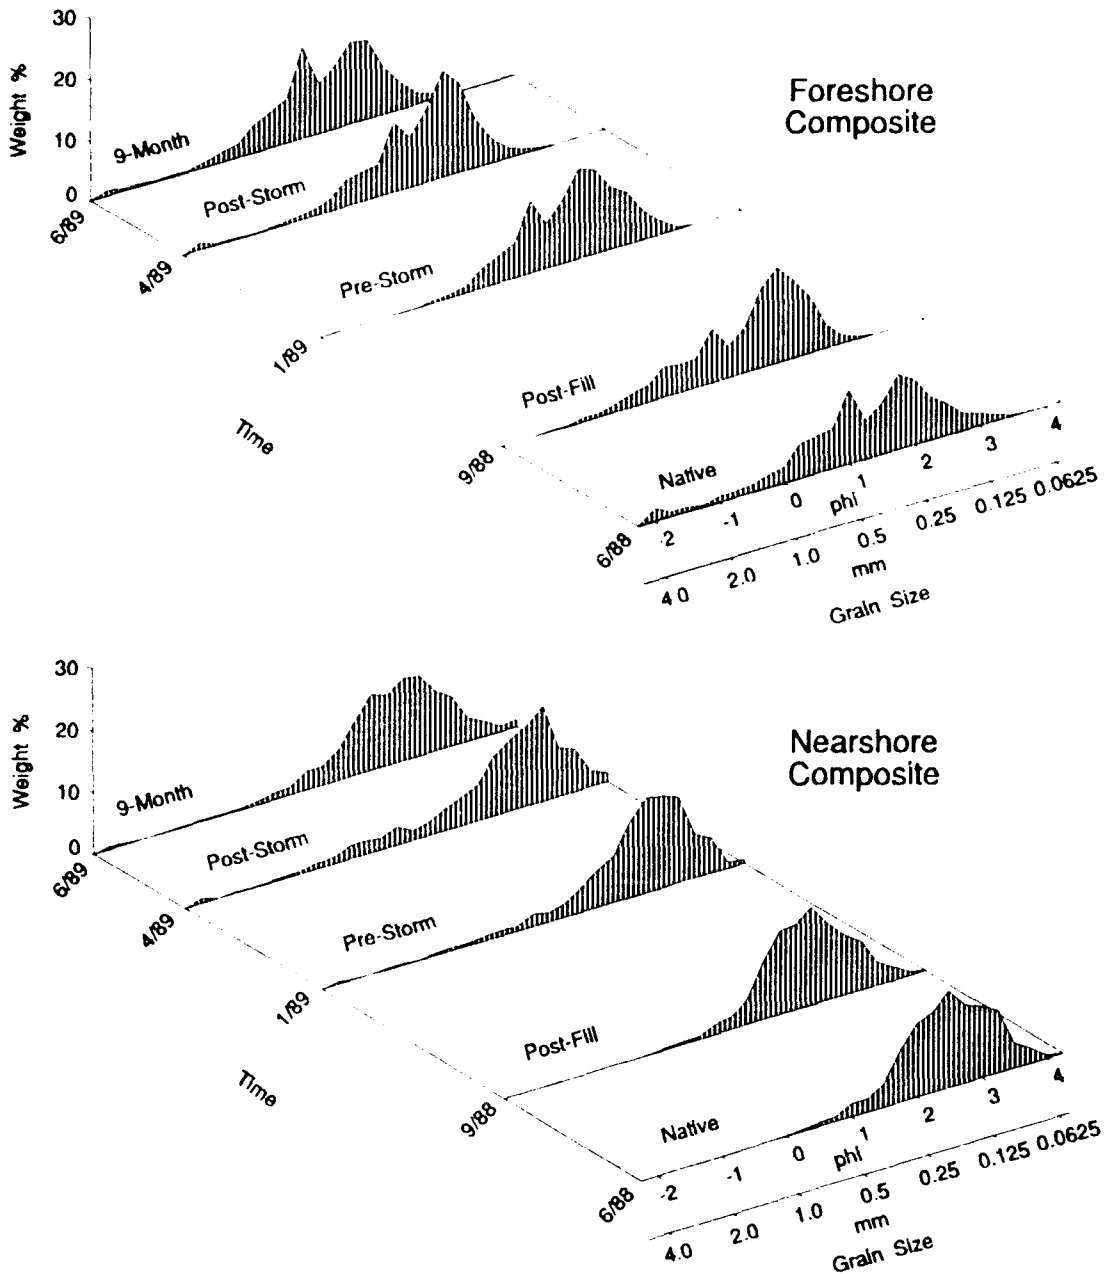 Foreshore
Composite
Weight %
30
20
10
0
9-Month
Post-Storm
Pre-Storm
Post-Fill
Native
6/89
4/89
1/89
9/88
6/88
Time
-2 -1 0 1 2 3 4
phi
4 0 2.0 1.0 0.5 0.25 0.125 0.0625
mm
Grain Size
Nearshore
Composite
Weight %
30
20
10
0
9-Month
Post-Storm
Pre-Storm
Post-Fill
Native
6/89
4/89
1/89
9/88
6/88
Time
-2 -1 0 1 2 3 4
phi
4.0 2.0 1.0 0.5 0.25 0.125 0.0625
mm
Grain Size